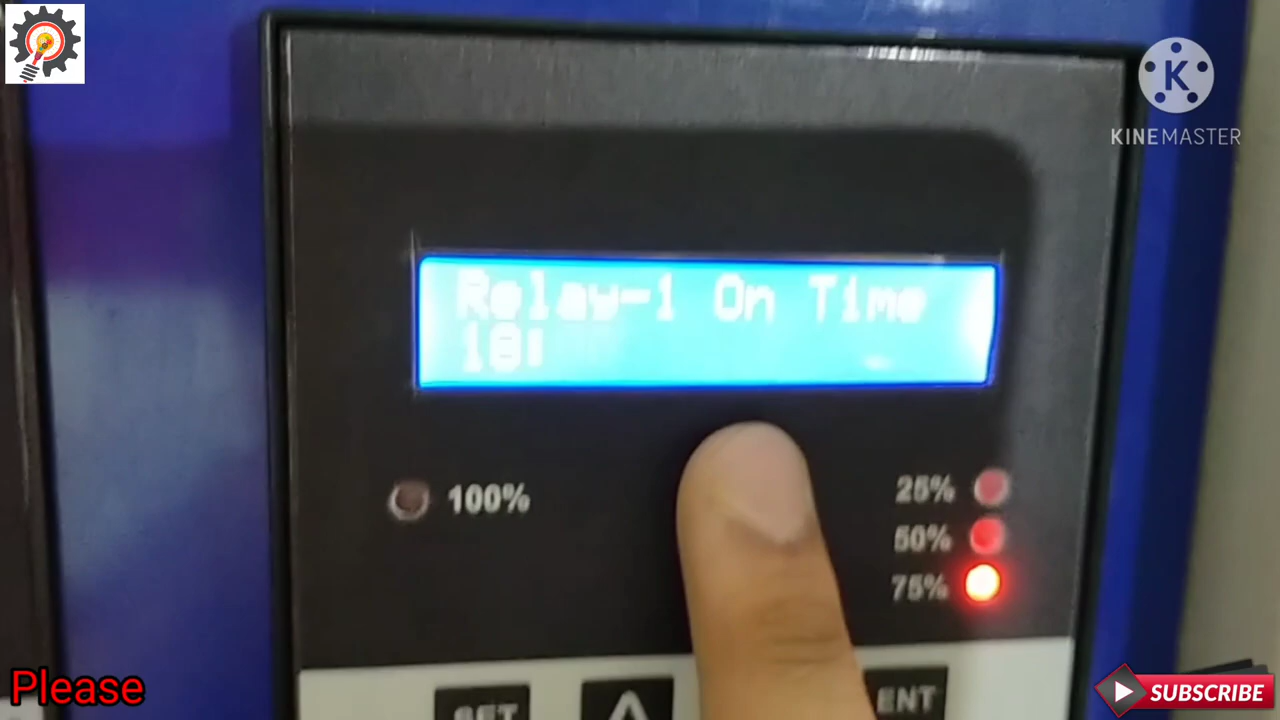 K
KINEMASTER
Relay-1 On Time
10:
100%
25%
50%
75%
SET
ENT
Please
SUBSCRIBE